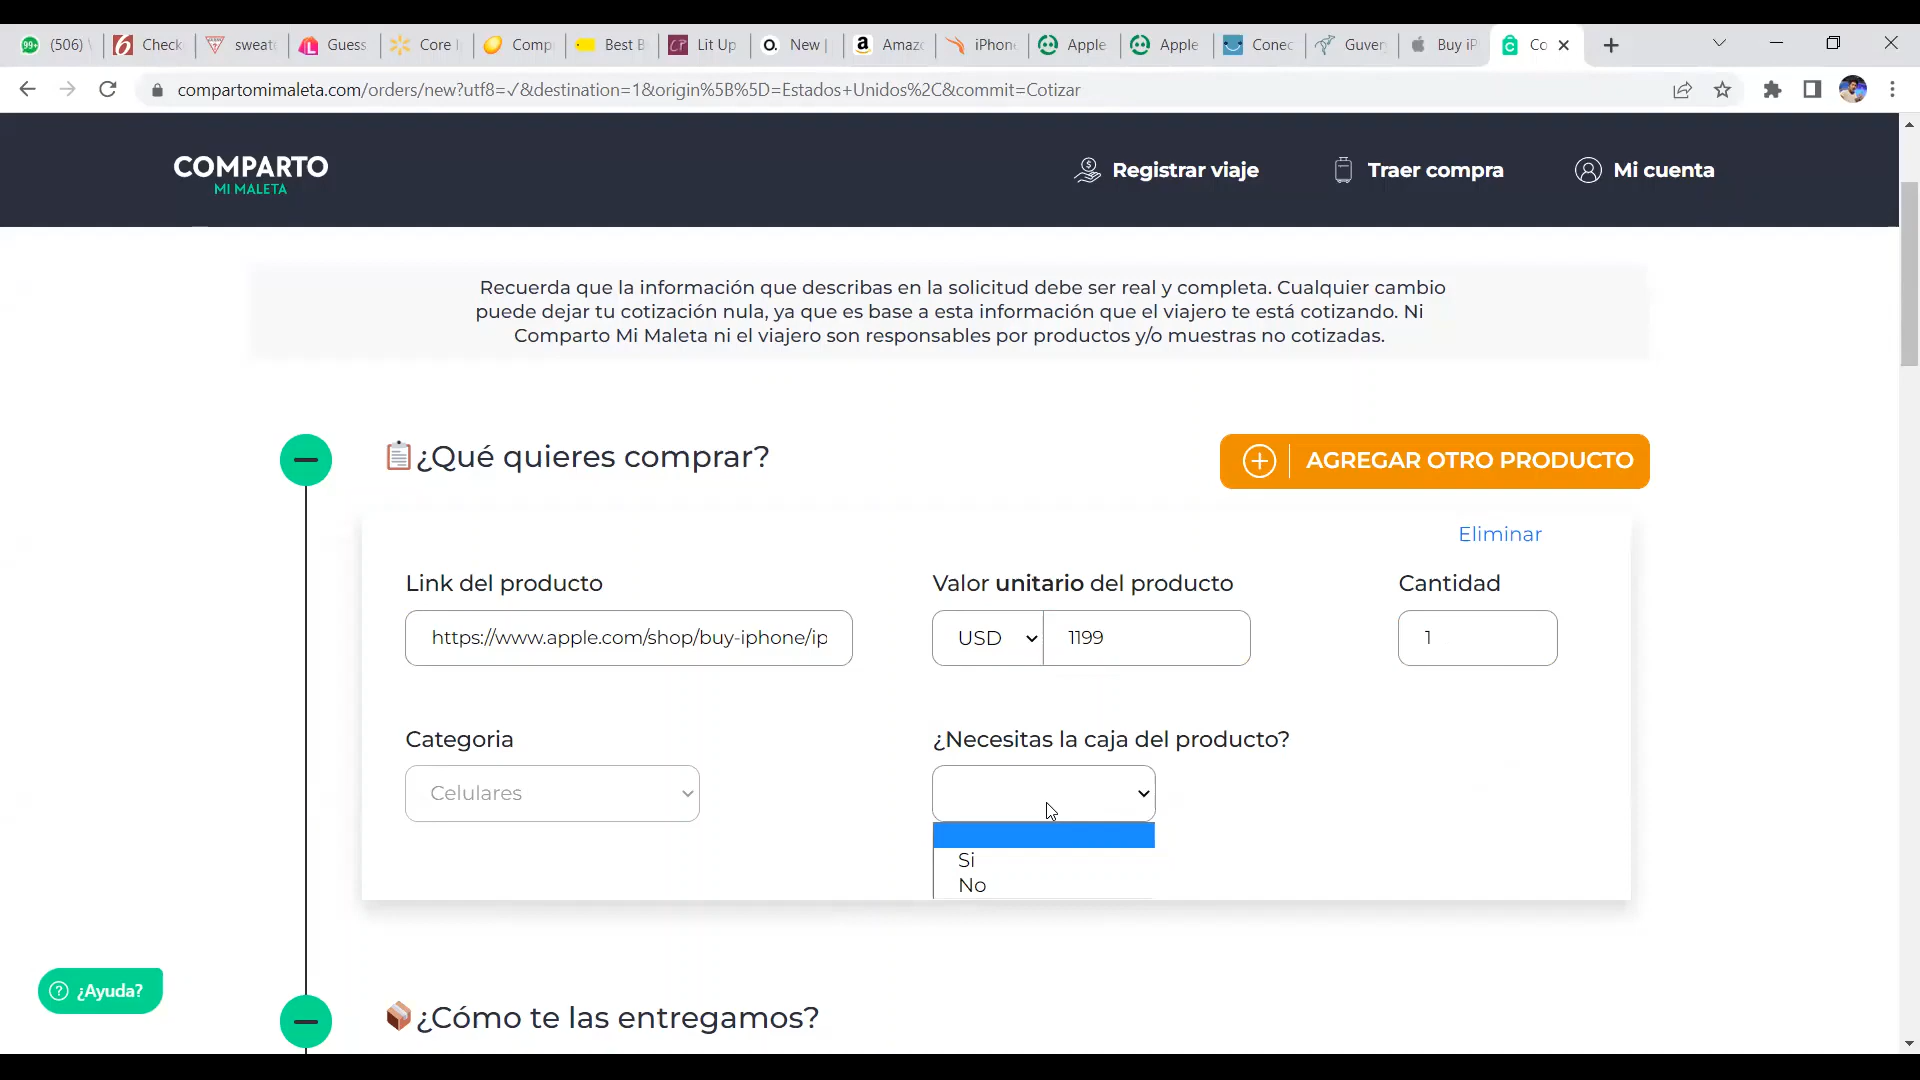 (506)
Check
sweat
Guess
Core
Comp
Best B
Lit Up
New |
Amaz
iPhon
Apple
Apple
Conec
Guver
Buy iP
Co
compartomimaleta.com/orders/new?utf8=✓&destination=1&origin%5B%5D=Estados+Unidos%2C&commit=Cotizar
COMPARTO
MI MALETA
Registrar viaje
Traer compra
Mi cuenta
Recuerda que la información que describas en la solicitud debe ser real y completa. Cualquier cambio
puede dejar tu cotización nula, ya que es base a esta información que el viajero te está cotizando. Ni
Comparto Mi Maleta ni el viajero son responsables por productos y/o muestras no cotizadas.
¿Qué quieres comprar?
AGREGAR OTRO PRODUCTO
Eliminar
Link del producto
Valor unitario del producto
Cantidad
https://www.apple.com/shop/buy-iphone/ip
USD
1199
1
Categoria
¿Necesitas la caja del producto?
Celulares
Si
No
¿Ayuda?
¿Cómo te las entregamos?